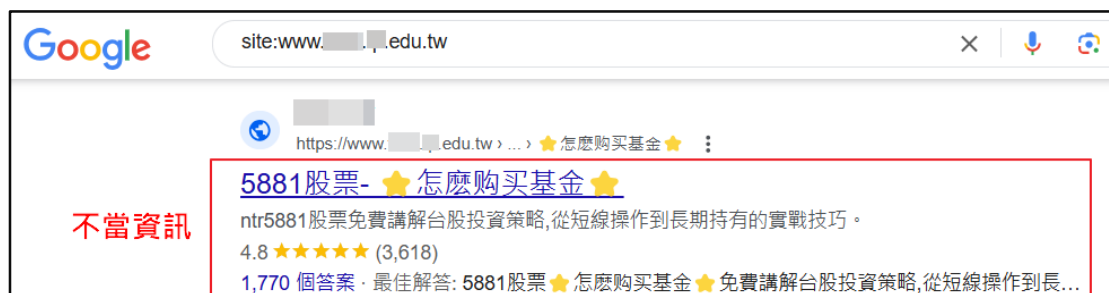 Google
site:www. .edu.tw
https://www. .edu.tw › ... › ⭐怎麽购买基金⭐
5881股票- ⭐怎麽购买基金⭐
不當資訊
ntr5881股票免費講解台股投資策略,從短線操作到長期持有的實戰技巧。
4.8 ★★★★★ (3,618)
1,770 個答案 · 最佳解答: 5881股票⭐怎麽购买基金⭐免費講解台股投資策略,從短線操作到長...